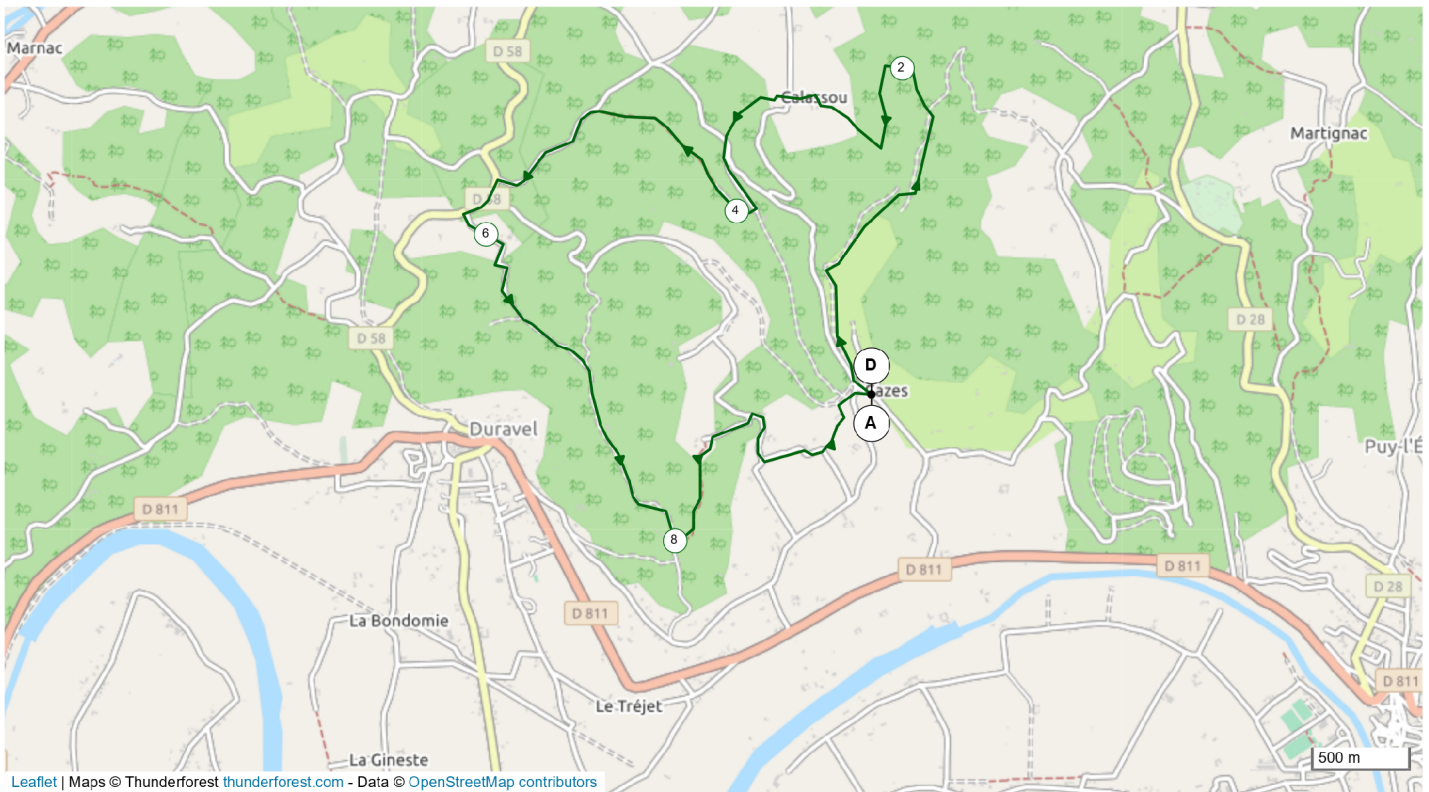 Marnac
D 58
2
Calassou
Martignac
D 58
4
6
D 28
D 58
D
azes
A
Duravel
Puy-l'É
D 811
8
D 811
D 811
D 28
D 811
La Bondomie
D 811
Le Tréjet
La Gineste
500 m
Leaflet | Maps © Thunderforest thunderforest.com - Data © OpenStreetMap contributors